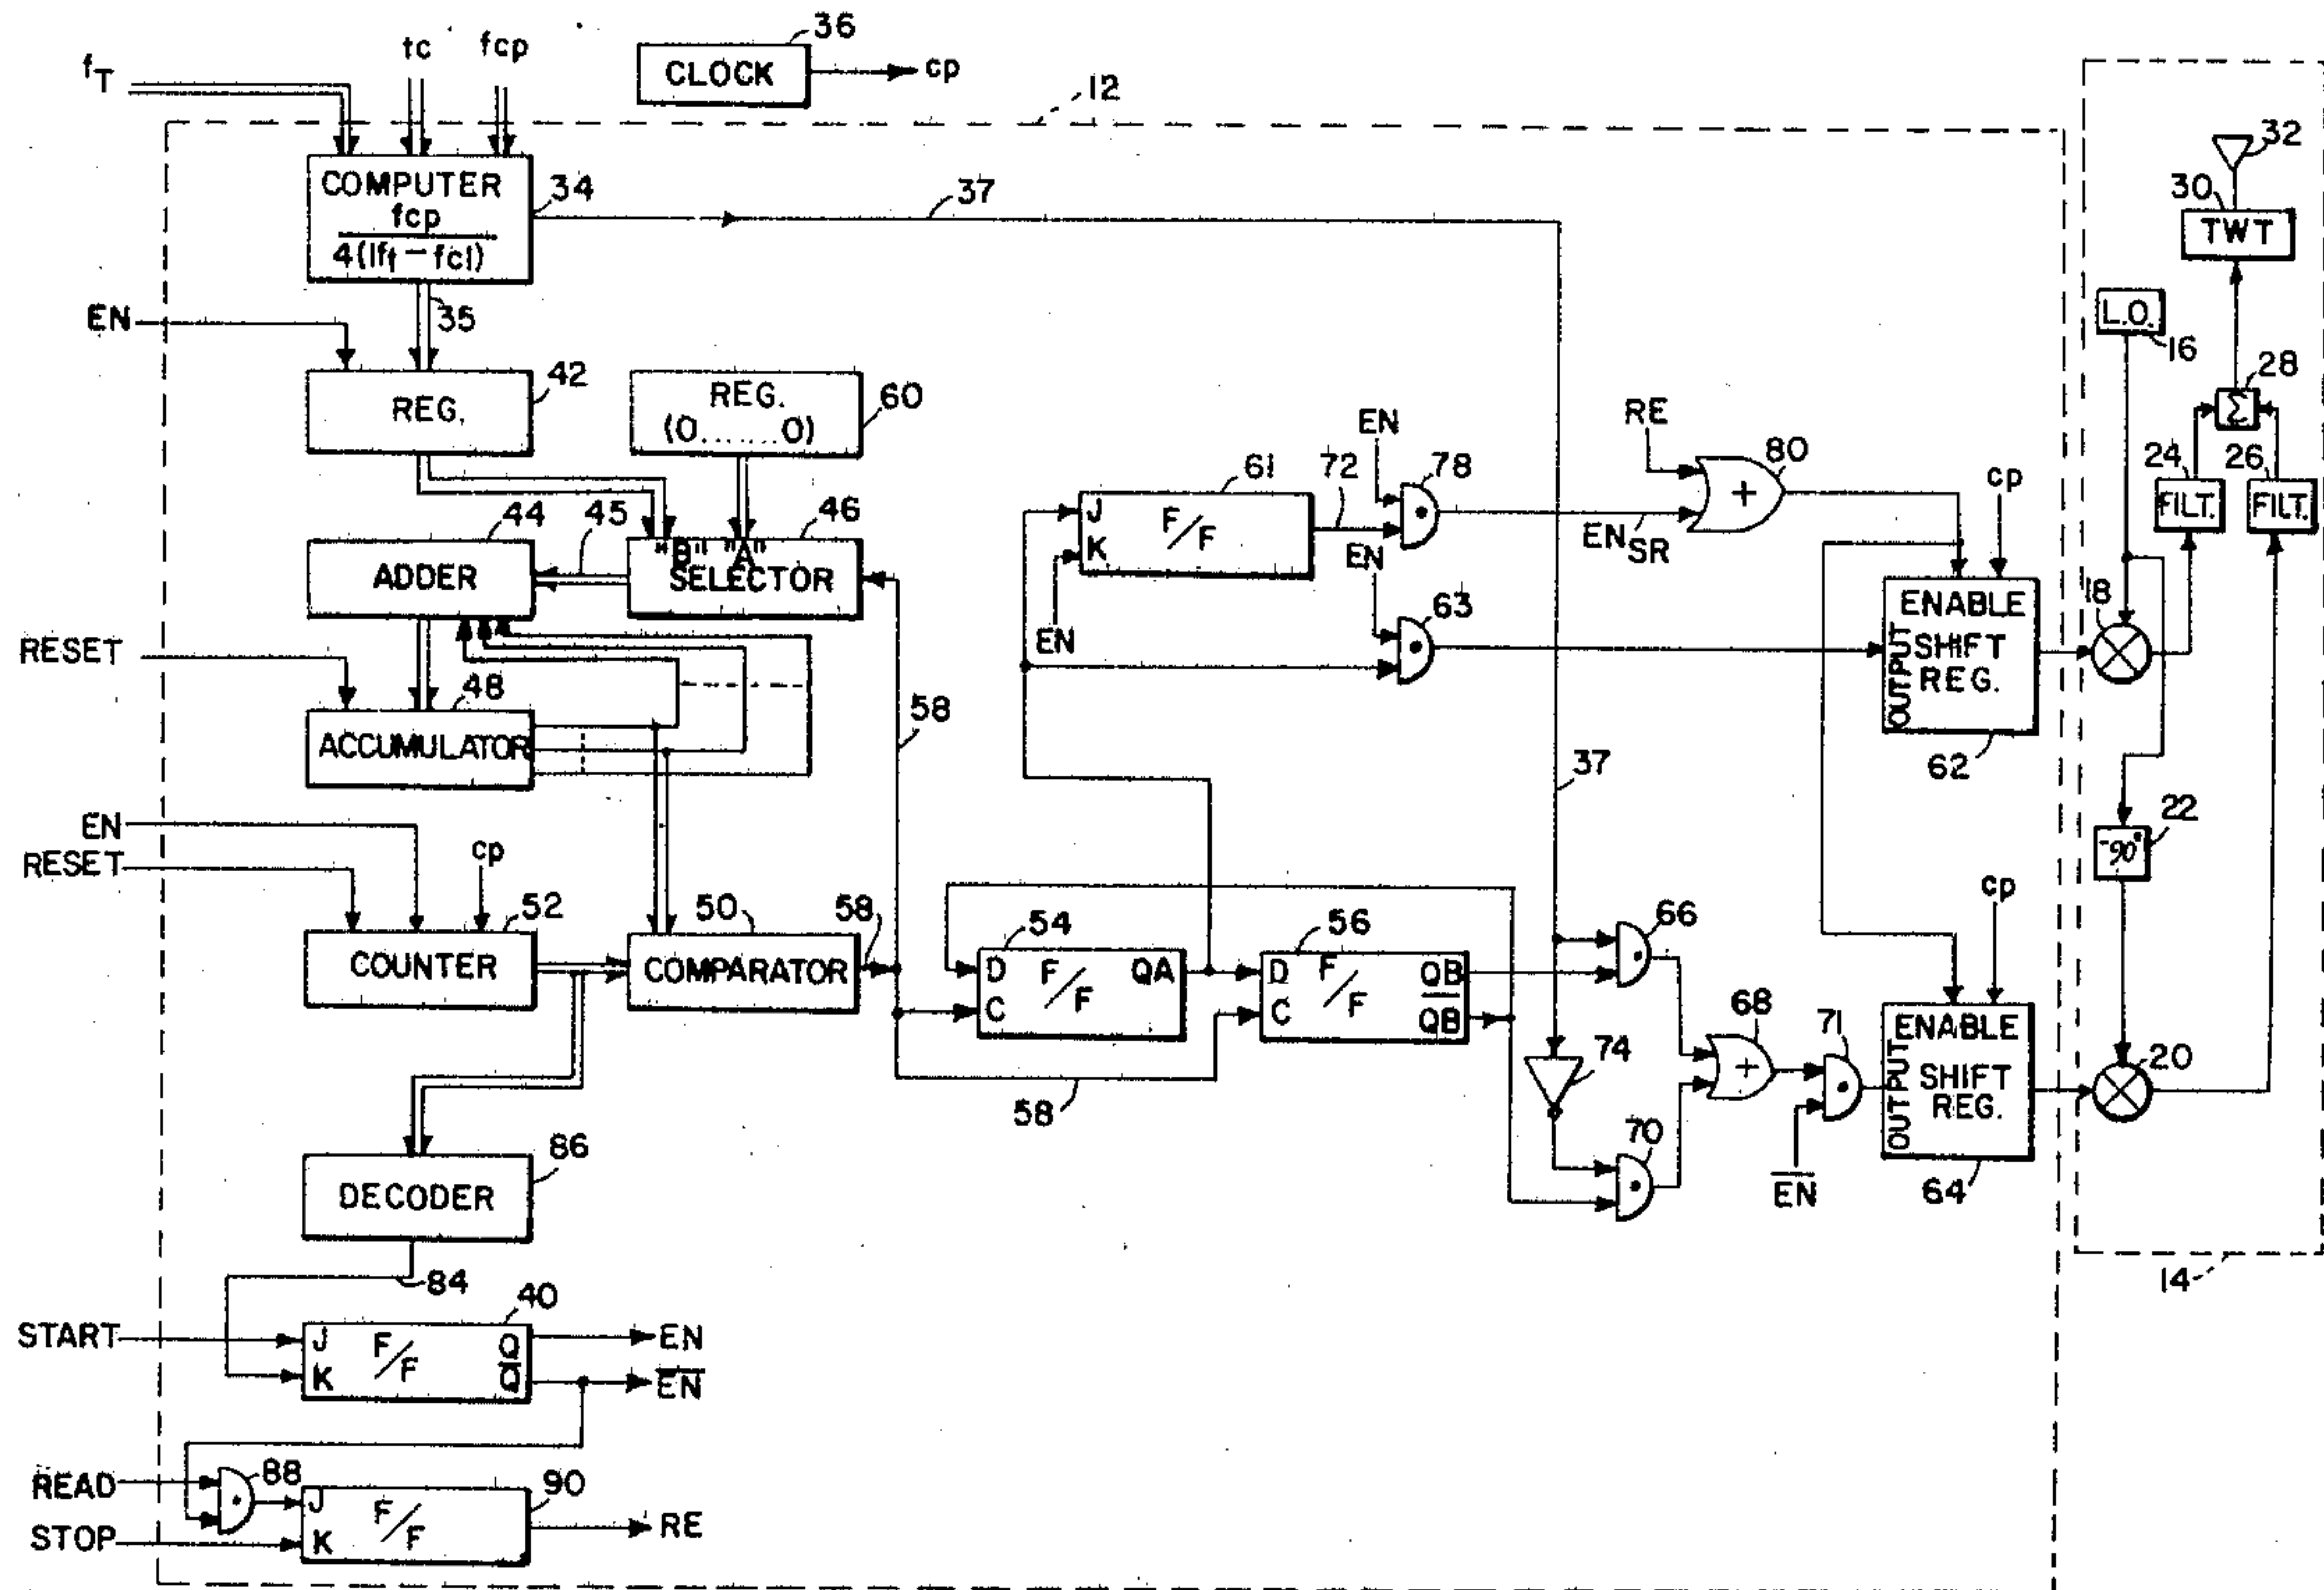 fT
tc
fcp
36
CLOCK
cp
12
COMPUTER
fcp
4(|ff – fc|)
34
37
35
EN
REG.
42
REG.
(0.......0)
60
44
45
46
ADDER
"B" "A"
SELECTOR
RESET
48
ACCUMULATOR
58
EN
RESET
cp
52
COUNTER
50
COMPARATOR
58
58
DECODER
86
84
START
J
K
F/F
Q
Q̅
40
EN
E̅N̅
READ
STOP
88
J
K
F/F
90
RE
61
J
K
F/F
EN
72
EN
78
EN
63
RE
ENSR
80
+
cp
ENABLE
OUTPUT
SHIFT
REG.
62
37
54
D
C
F/F
QA
56
D
C
F/F
QB
Q̅B̅
66
74
68
+
70
71
E̅N̅
cp
ENABLE
OUTPUT
SHIFT
REG.
64
32
30
TWT
L.O.
16
28
Σ
24
26
FILT.
FILT.
18
22
-90°
20
14